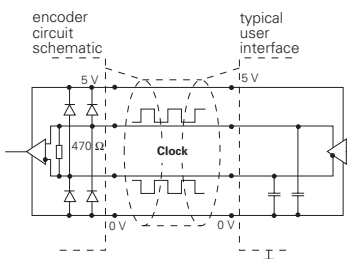 encoder
circuit
schematic
typical
user
interface
5 V
5 V
470 Ω
Clock
0 V
0 V